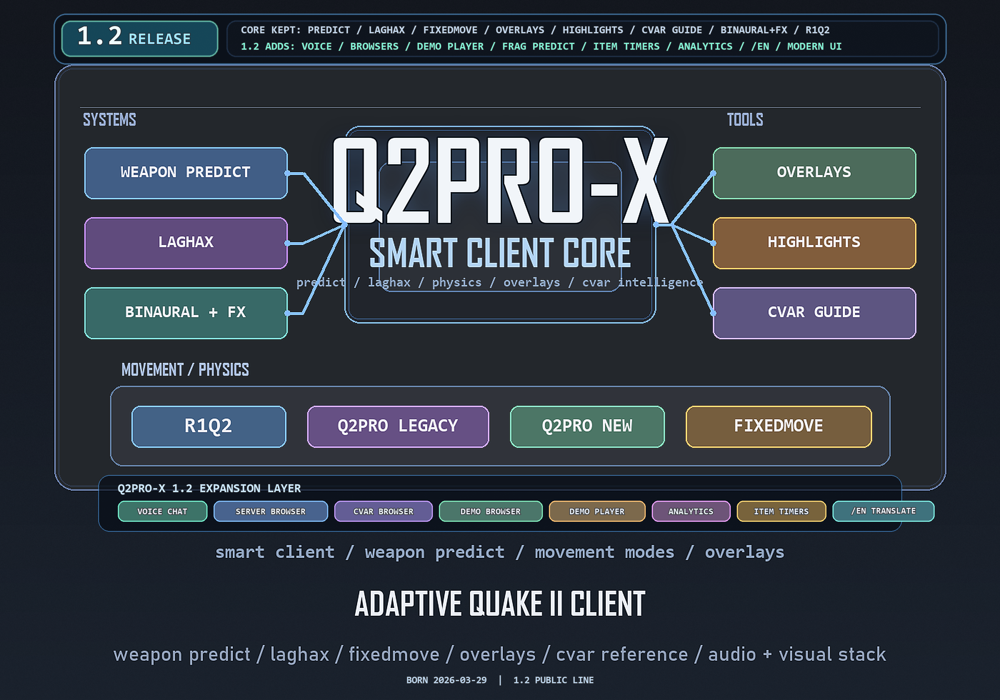 1.2 RELEASE
CORE KEPT: PREDICT / LAGHAX / FIXEDMOVE / OVERLAYS / HIGHLIGHTS / CVAR GUIDE / BINAURAL+FX / R1Q2
1.2 ADDS: VOICE / BROWSERS / DEMO PLAYER / FRAG PREDICT / ITEM TIMERS / ANALYTICS / /EN / MODERN UI
SYSTEMS
WEAPON PREDICT
LAGHAX
BINAURAL + FX
Q2PRO-X
SMART CLIENT CORE
predict / laghax / physics / overlays / cvar intelligence
TOOLS
OVERLAYS
HIGHLIGHTS
CVAR GUIDE
MOVEMENT / PHYSICS
R1Q2
Q2PRO LEGACY
Q2PRO NEW
FIXEDMOVE
Q2PRO-X 1.2 EXPANSION LAYER
VOICE CHAT
SERVER BROWSER
CVAR BROWSER
DEMO BROWSER
DEMO PLAYER
ANALYTICS
ITEM TIMERS
/EN TRANSLATE
smart client / weapon predict / movement modes / overlays
ADAPTIVE QUAKE II CLIENT
weapon predict / laghax / fixedmove / overlays / cvar reference / audio + visual stack
BORN 2026-03-29 | 1.2 PUBLIC LINE